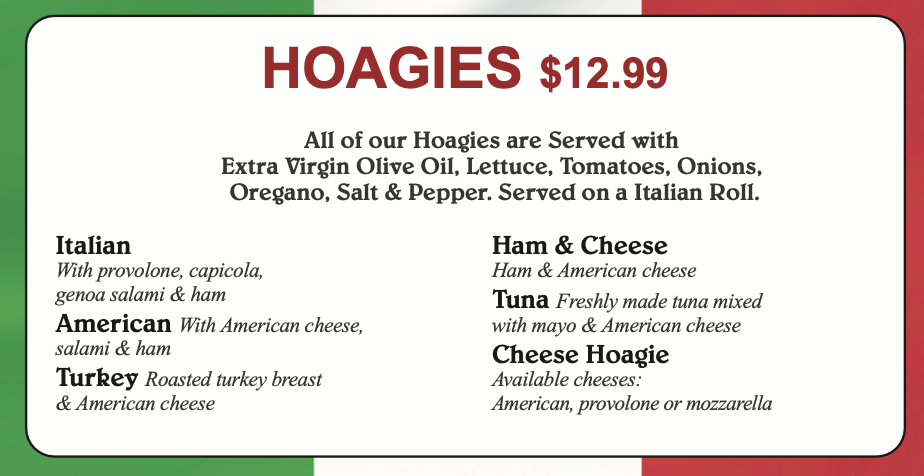 HOAGIES $12.99
All of our Hoagies are Served with
Extra Virgin Olive Oil, Lettuce, Tomatoes, Onions,
Oregano, Salt & Pepper. Served on a Italian Roll.
Italian
With provolone, capicola,
genoa salami & ham
American With American cheese,
salami & ham
Turkey Roasted turkey breast
& American cheese
Ham & Cheese
Ham & American cheese
Tuna Freshly made tuna mixed
with mayo & American cheese
Cheese Hoagie
Available cheeses:
American, provolone or mozzarella